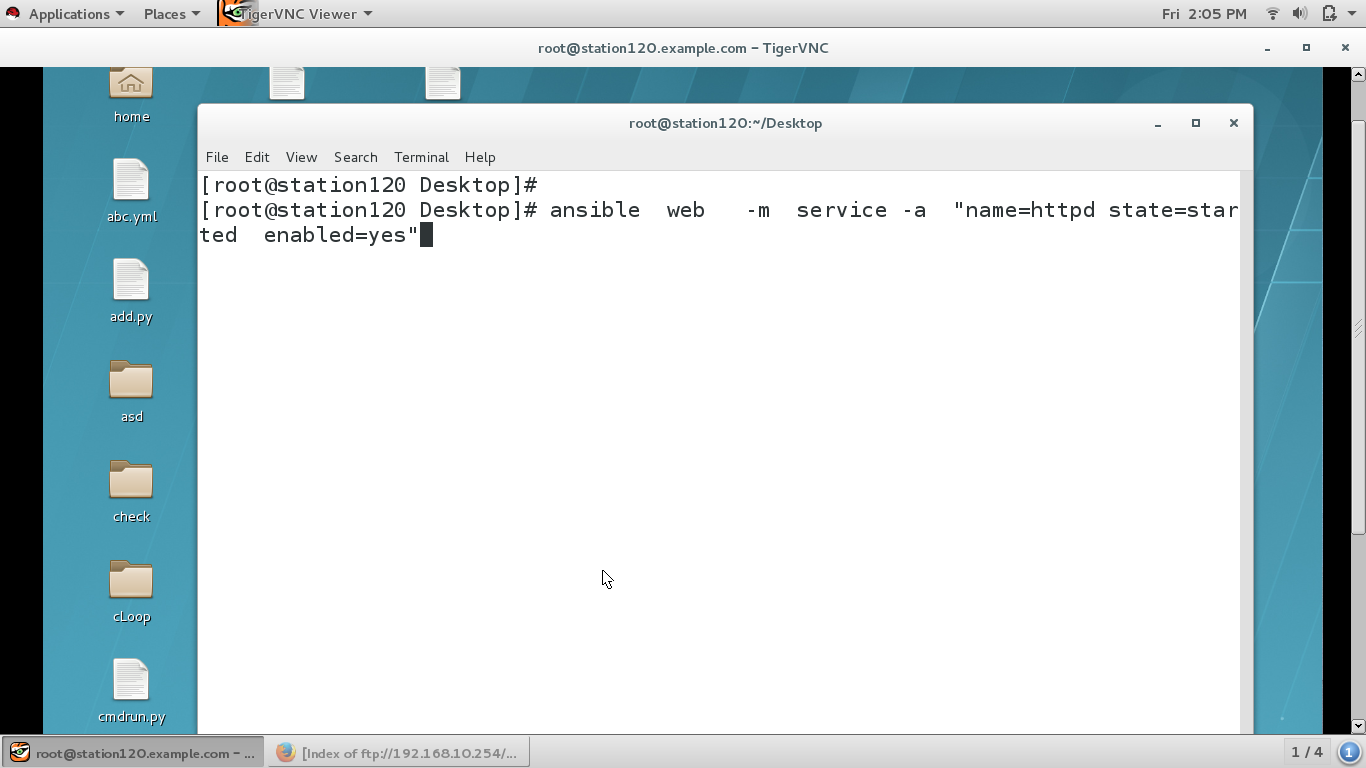 Applications Places TigerVNC Viewer Fri 2:05 PM
root@station120.example.com – TigerVNC
home
root@station120:~/Desktop
File Edit View Search Terminal Help
[root@station120 Desktop]#
[root@station120 Desktop]# ansible  web   -m  service -a  "name=httpd state=star
ted  enabled=yes"
abc.yml
add.py
asd
check
cLoop
cmdrun.py
root@station120.example.com – ... [Index of ftp://192.168.10.254/... 1 / 4 1